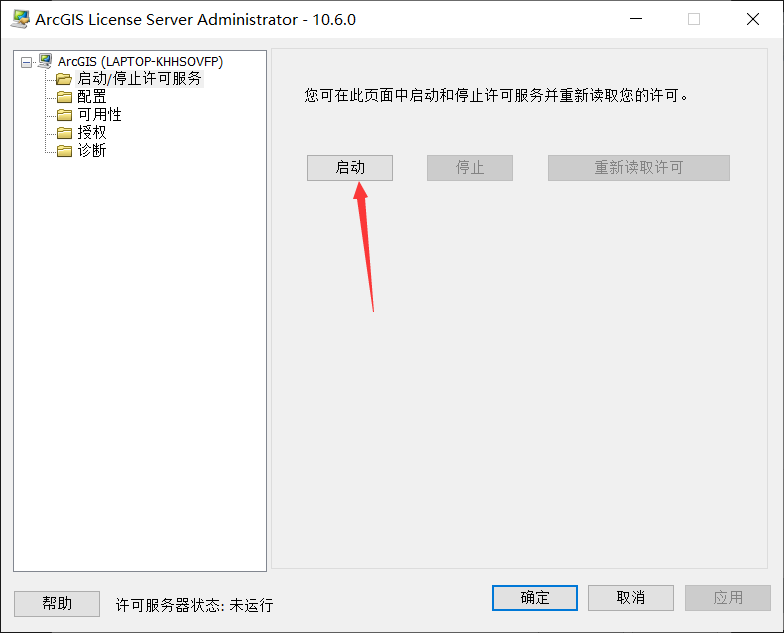 ArcGIS License Server Administrator - 10.6.0
ArcGIS (LAPTOP-KHHSOVFP)
启动/停止许可服务
配置
可用性
授权
诊断
您可在此页面中启动和停止许可服务并重新读取您的许可。
启动 停止 重新读取许可
帮助 许可服务器状态: 未运行 确定 取消 应用